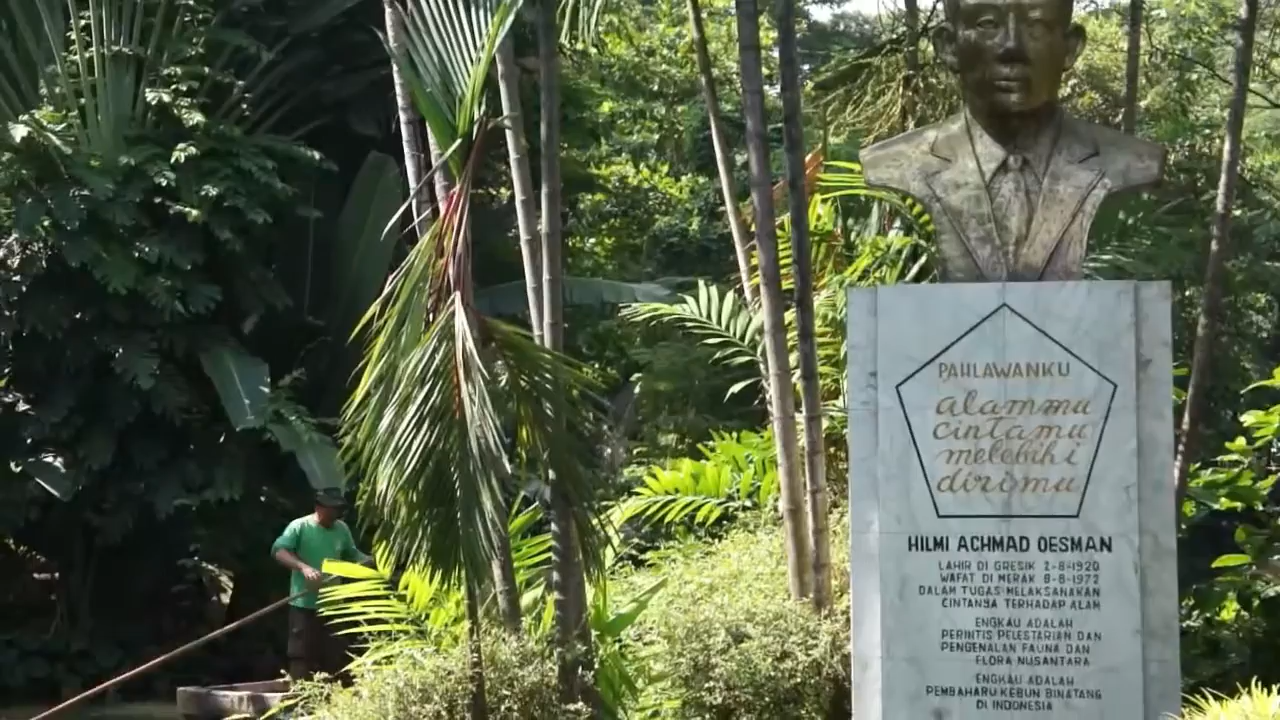 PAHLAWANKU
alammu
cintamu
melebihi
dirimu
HILMI ACHMAD OESMAN
LAHIR DI GRESIK 2-8-1920
WAFAT DI MERAK 8-8-1972
DALAM TUGAS MELAKSANAKAN
CINTANYA TERHADAP ALAM
ENGKAU ADALAH
PERINTIS PELESTARIAN DAN
PENGENALAN FAUNA DAN
FLORA NUSANTARA
ENGKAU ADALAH
PEMBAHARU KEBUN BINATANG
DI INDONESIA